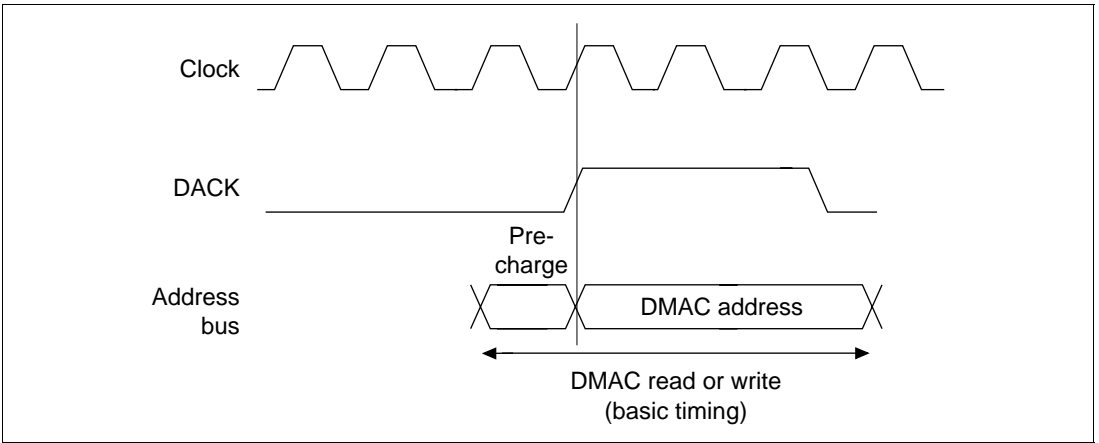 Clock
DACK
Pre-
charge
Address
bus
DMAC address
DMAC read or write
(basic timing)